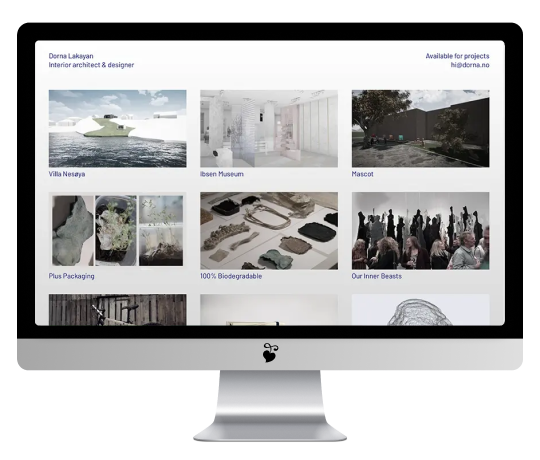 Dorna Lakayan
Interior architect & designer
Available for projects
hi@dorna.no
Villa Nesøya
Ibsen Museum
Mascot
Plus Packaging
100% Biodegradable
Our Inner Beasts